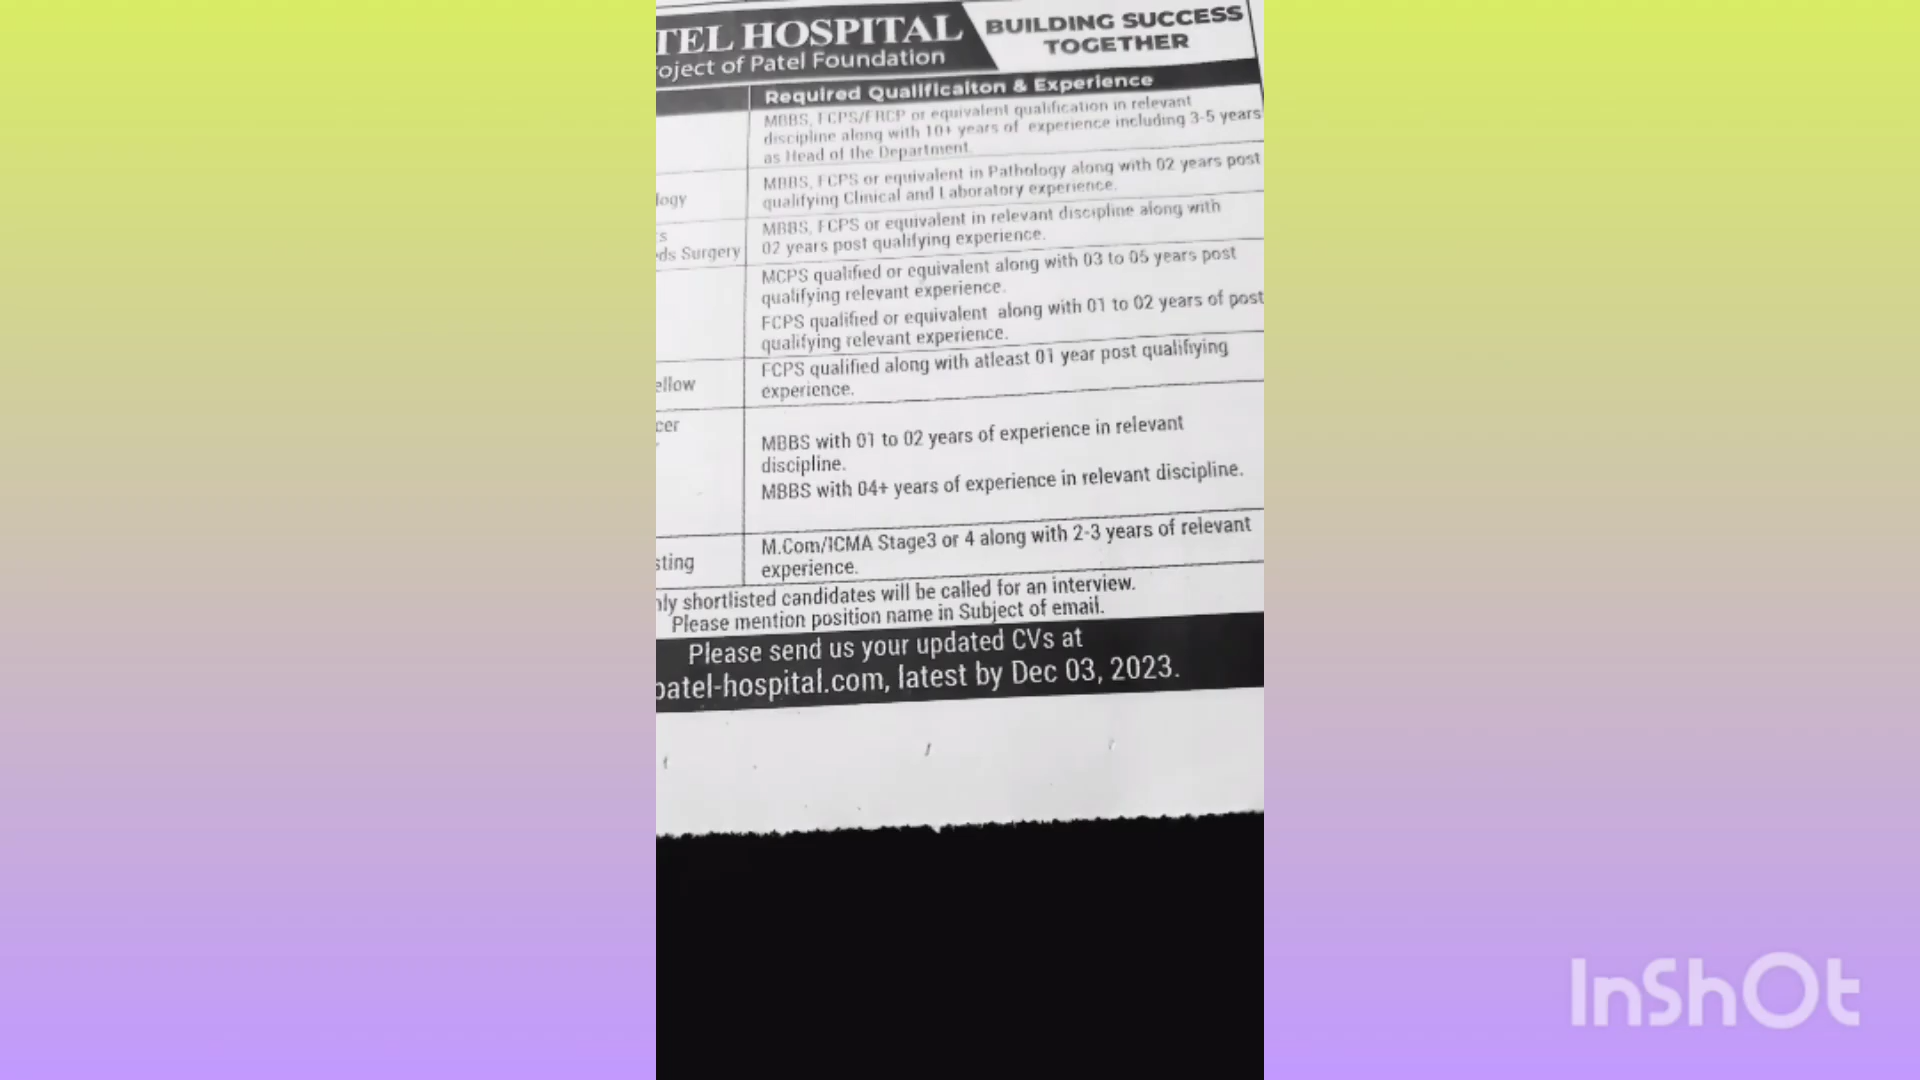 TEL HOSPITAL
oject of Patel Foundation
BUILDING SUCCESS
TOGETHER
Required Qualificaiton & Experience
MBBS, FCPS/FRCP or equivalent qualification in relevant
discipline along with 10+ years of experience including 3-5 years
as Head of the Department.
logy
MBBS, FCPS or equivalent in Pathology along with 02 years post
qualifying Clinical and Laboratory experience.
s
ds Surgery
MBBS, FCPS or equivalent in relevant discipline along with
02 years post qualifying experience.
MCPS qualified or equivalent along with 03 to 05 years post
qualifying relevant experience.
FCPS qualified or equivalent along with 01 to 02 years of post
qualifying relevant experience.
ellow
FCPS qualified along with atleast 01 year post qualifiying
experience.
cer
MBBS with 01 to 02 years of experience in relevant
discipline.
MBBS with 04+ years of experience in relevant discipline.
sting
M.Com/ICMA Stage3 or 4 along with 2-3 years of relevant
experience.
nly shortlisted candidates will be called for an interview.
Please mention position name in Subject of email.
Please send us your updated CVs at
patel-hospital.com, latest by Dec 03, 2023.
InShOt